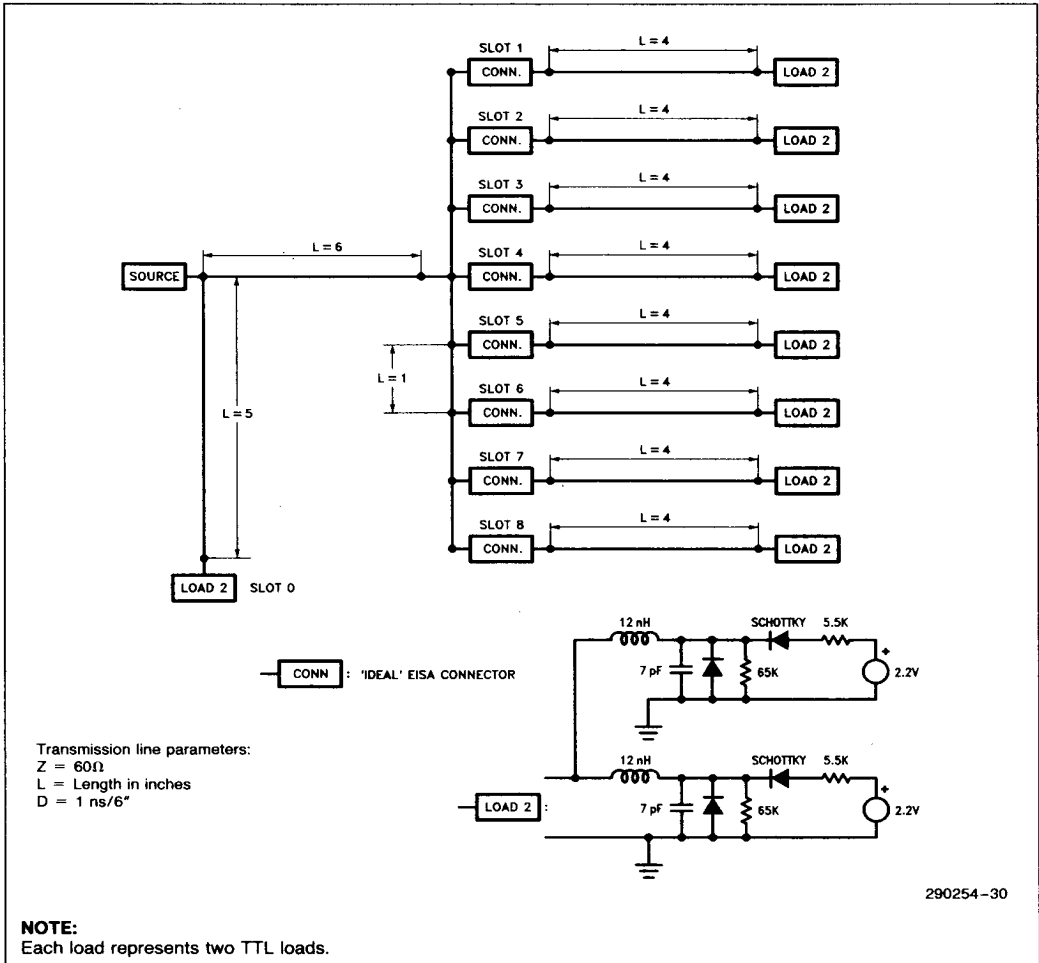 SLOT 1
L = 4
CONN.
LOAD 2
SLOT 2
L = 4
CONN.
LOAD 2
SLOT 3
L = 4
CONN.
LOAD 2
SLOT 4
L = 4
L = 6
SOURCE
CONN.
LOAD 2
SLOT 5
L = 4
CONN.
LOAD 2
L = 1
SLOT 6
L = 4
L = 5
CONN.
LOAD 2
SLOT 7
L = 4
CONN.
LOAD 2
SLOT 8
L = 4
CONN.
LOAD 2
LOAD 2 SLOT 0
12 nH SCHOTTKY 5.5K
+
7 pF 65K 2.2V
CONN : 'IDEAL' EISA CONNECTOR
Transmission line parameters:
Z = 60Ω
L = Length in inches
D = 1 ns/6"
12 nH SCHOTTKY 5.5K
+
LOAD 2 :
7 pF 65K 2.2V
290254-30
NOTE:
Each load represents two TTL loads.